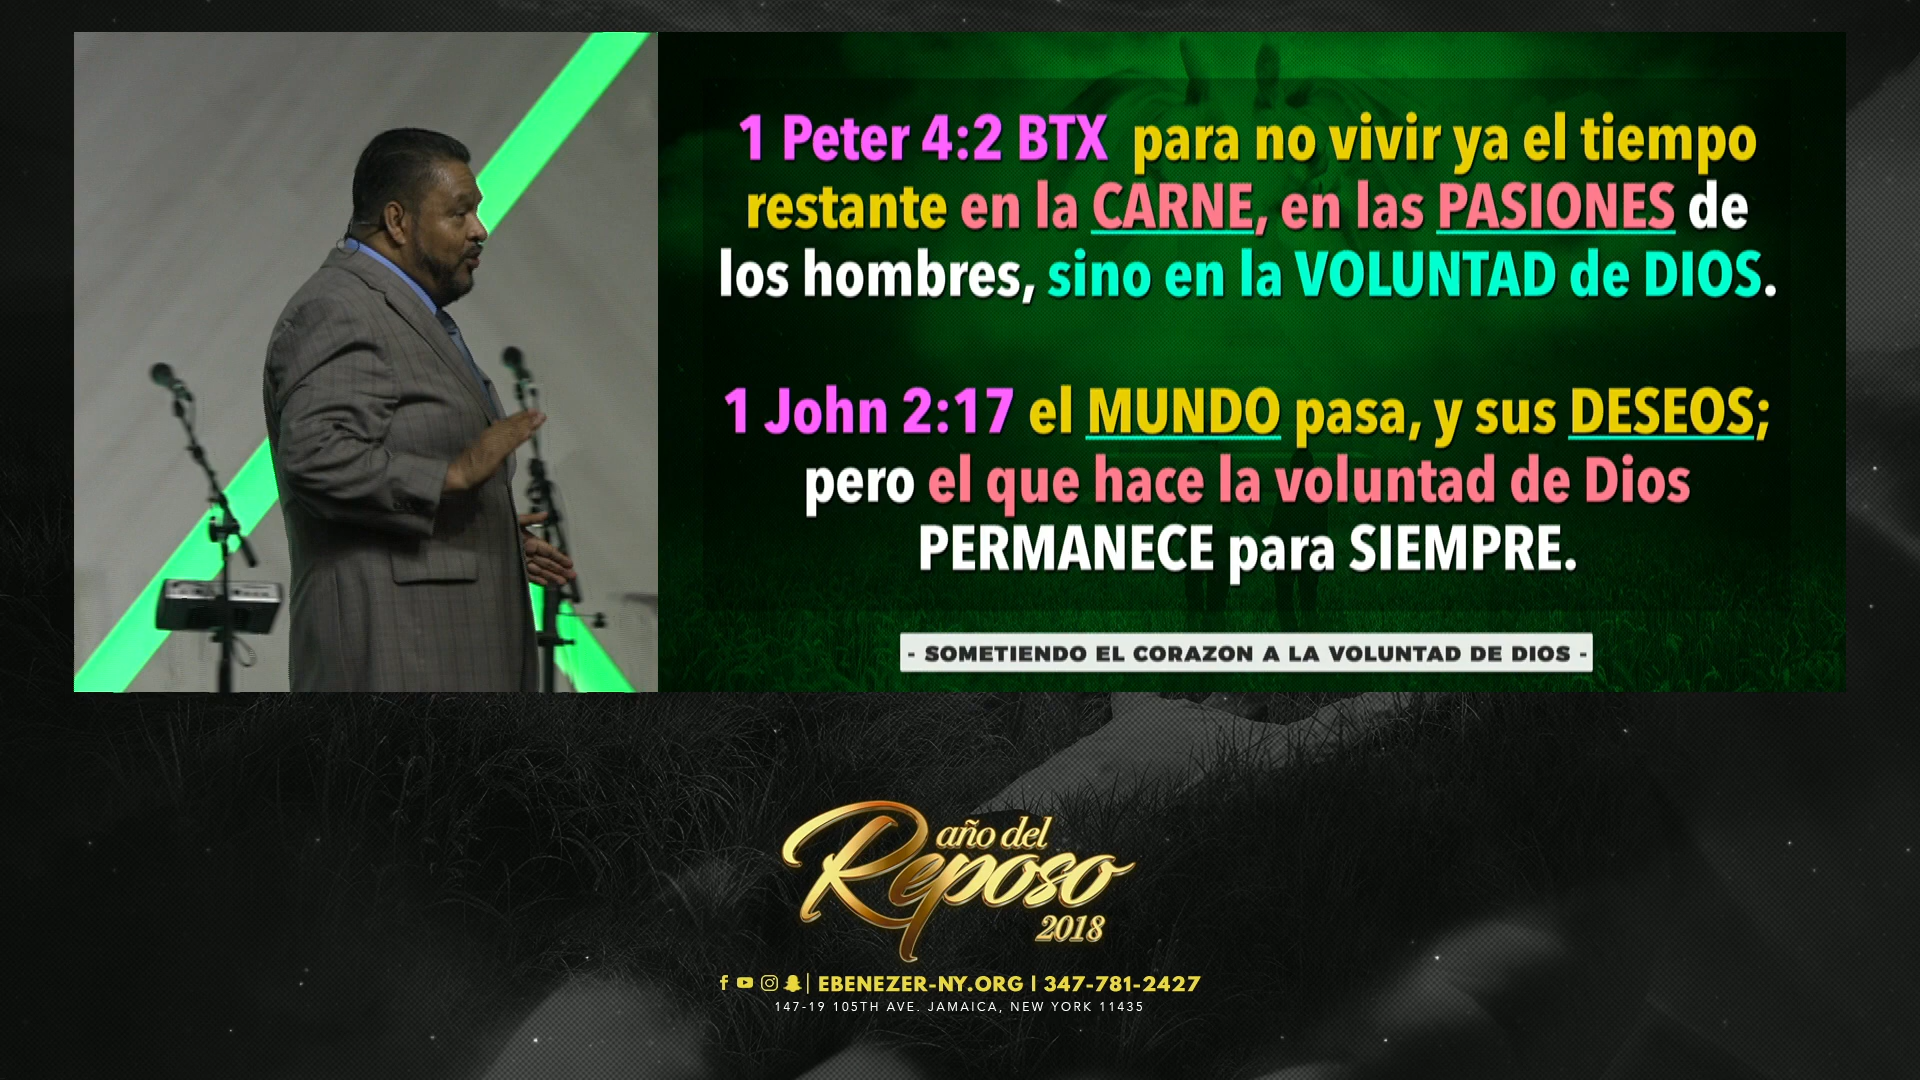 1 Peter 4:2 BTX para no vivir ya el tiempo
restante en la CARNE, en las PASIONES de
los hombres, sino en la VOLUNTAD de DIOS.
1 John 2:17 el MUNDO pasa, y sus DESEOS;
pero el que hace la voluntad de Dios
PERMANECE para SIEMPRE.
- SOMETIENDO EL CORAZON A LA VOLUNTAD DE DIOS -
año del
Reposo
2018
| EBENEZER-NY.ORG | 347-781-2427
147-19 105TH AVE. JAMAICA, NEW YORK 11435